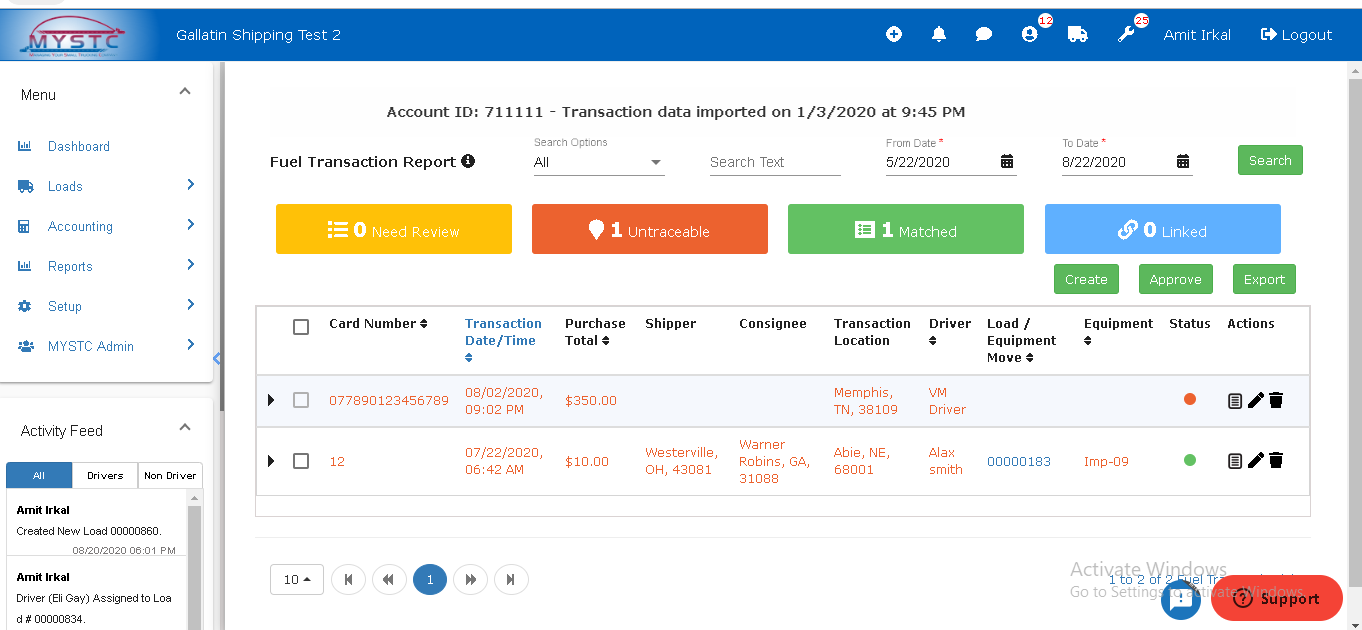 MYSTC
Gallatin Shipping Test 2
12
25
Amit Irkal
Logout
Menu
Dashboard
Loads
Accounting
Reports
Setup
MYSTC Admin
Activity Feed
All
Drivers
Non Driver
Amit Irkal
Created New Load 00000860.
08/20/2020 06:01 PM
Amit Irkal
Driver (Eli Gay) Assigned to Loa
d # 00000834.
Account ID: 711111 - Transaction data imported on 1/3/2020 at 9:45 PM
Fuel Transaction Report
Search Options
All
Search Text
From Date *
5/22/2020
To Date *
8/22/2020
Search
0 Need Review
1 Untraceable
1 Matched
0 Linked
Create
Approve
Export
Card Number
Transaction
Date/Time
Purchase
Total
Shipper
Consignee
Transaction
Location
Driver
Load /
Equipment
Move
Equipment
Status
Actions
077890123456789
08/02/2020,
09:02 PM
$350.00
Memphis,
TN, 38109
VM
Driver
12
07/22/2020,
06:42 AM
$10.00
Westerville,
OH, 43081
Warner
Robins, GA,
31088
Abie, NE,
68001
Alax
smith
00000183
Imp-09
10
1
1 to 2 of 2 Fuel
Activate Windows
Go to Settings to activate Windows.
Support